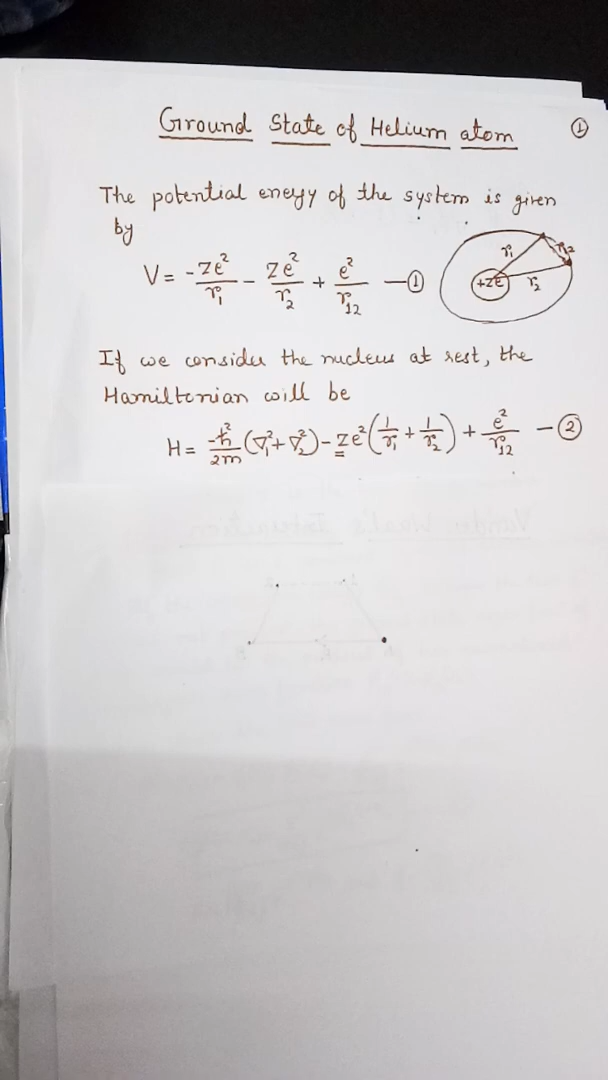 Ground State of Helium atom ①
The potential energy of the system is given
by
V = -Ze²/r₁ - Ze²/r₂ + e²/r₁₂ —①
r₁ r₁₂
+Ze r₂
If we consider the nucleus at rest, the
Hamiltonian will be
H = -ħ²/2m (∇₁² + ∇₂²) - Ze² (1/r₁ + 1/r₂) + e²/r₁₂ —②